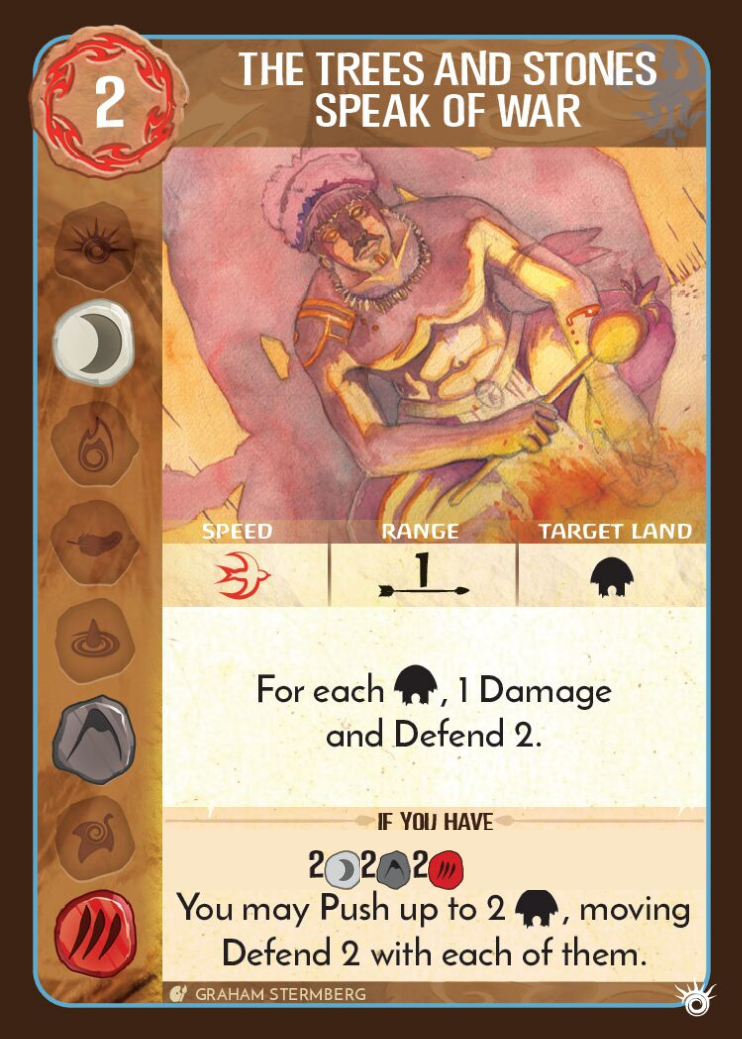 2
THE TREES AND STONES
SPEAK OF WAR
SPEED
RANGE
TARGET LAND
1
For each , 1 Damage
and Defend 2.
IF YOU HAVE
2 2 2
You may Push up to 2 , moving
Defend 2 with each of them.
GRAHAM STERMBERG